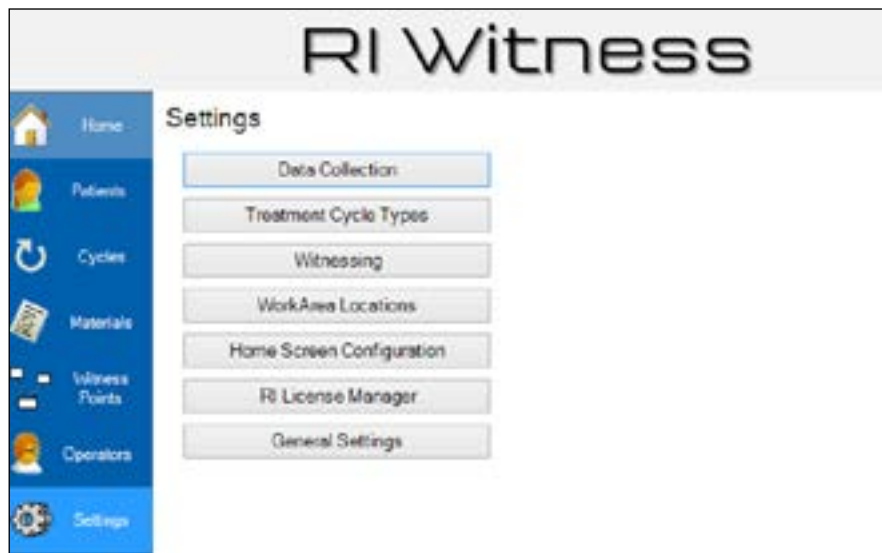 RI Witness
Home
Patients
Cycles
Materials
Witness
Points
Operators
Settings
Settings
Data Collection
Treatment Cycle Types
Witnessing
WorkArea Locations
Home Screen Configuration
RI License Manager
General Settings